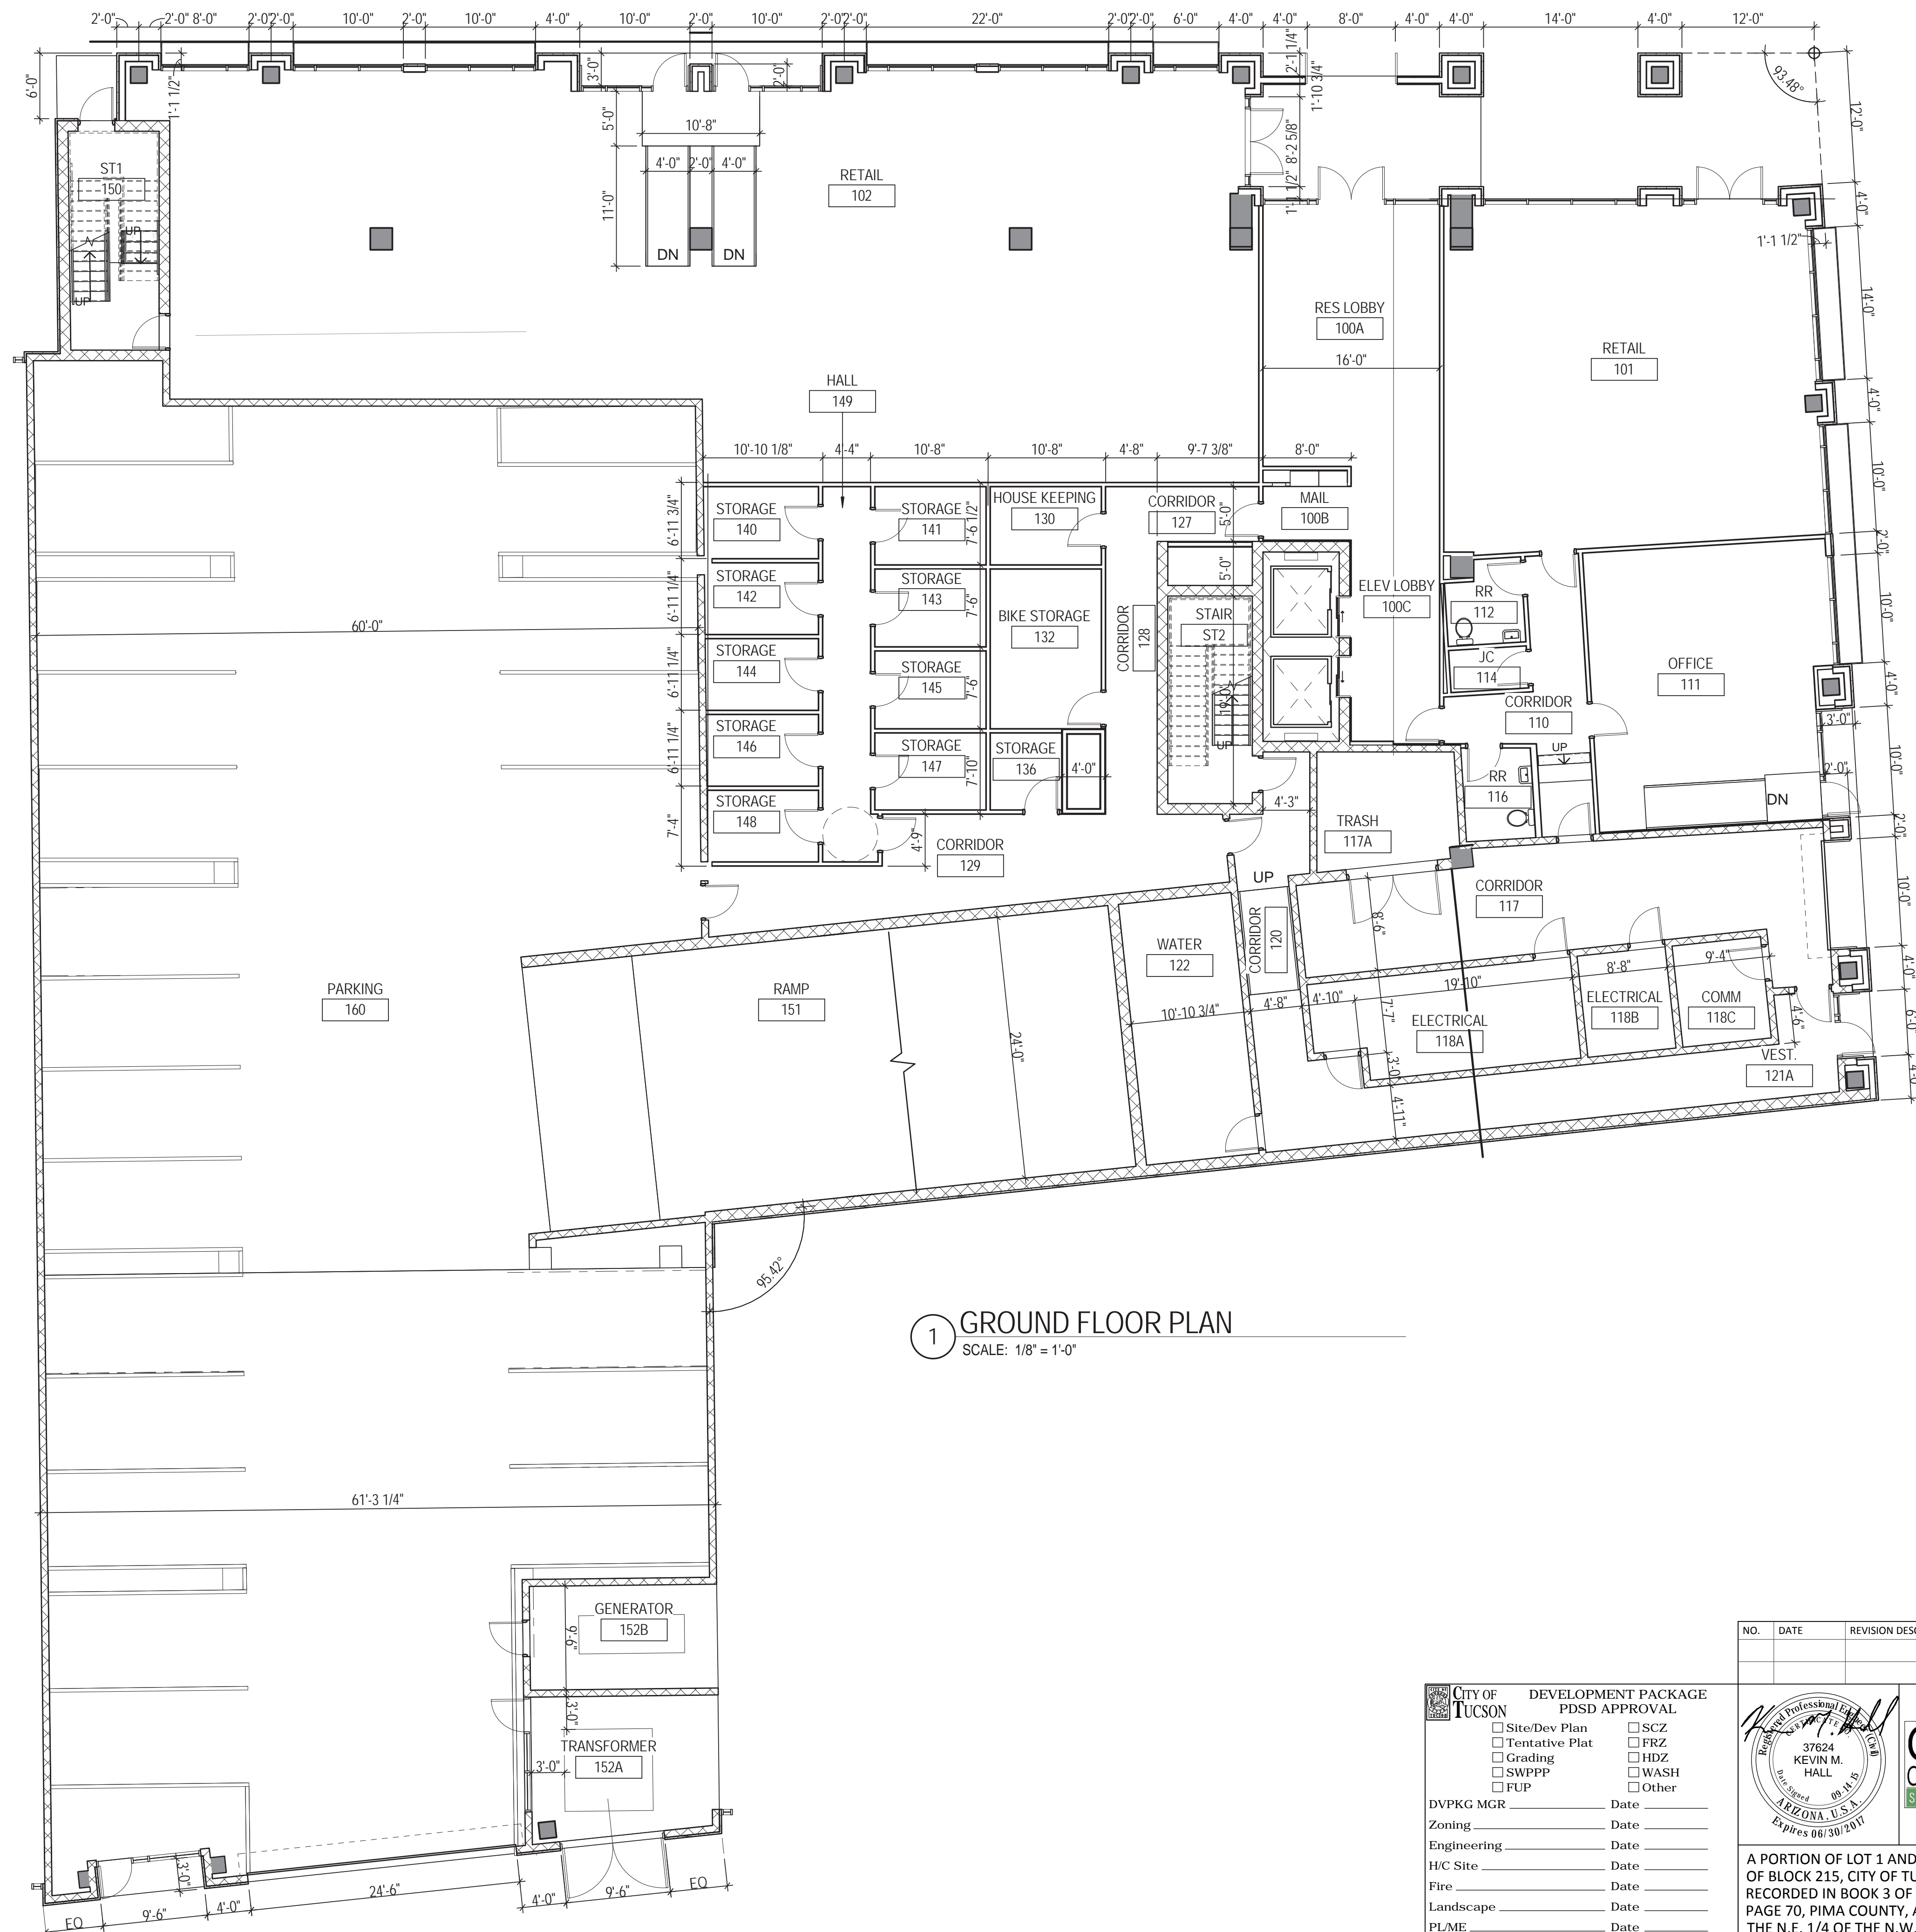 2'-0" 2'-0" 8'-0" 2'-0" 2'-0" 10'-0" 2'-0" 10'-0" 4'-0" 10'-0" 2'-0" 10'-0" 2'-0" 2'-0" 22'-0" 2'-0" 2'-0" 6'-0" 4'-0" 4'-0" 8'-0" 4'-0" 4'-0" 14'-0" 4'-0" 12'-0"
6'-0"
1'-1 1/2"
3'-0"
2'-0"
2'-1 1/4"
1'-10 3/4"
93.48°
12'-0"
5'-0"
10'-8"
8'-2 5/8"
4'-0" 2'-0" 4'-0"
11'-0"
1'-1 1/2"
4'-0"
ST1
150
UP
UP
RETAIL
102
DN DN
1'-1 1/2"
14'-0"
RES LOBBY
100A
16'-0"
RETAIL
101
4'-0"
HALL
149
10'-10 1/8" 4'-4" 10'-8" 10'-8" 4'-8" 9'-7 3/8" 8'-0"
10'-0"
6'-11 3/4"
STORAGE
140
STORAGE
141
7'-6 1/2"
HOUSE KEEPING
130
CORRIDOR
127
5'-0"
MAIL
100B
2'-0"
6'-11 1/4"
STORAGE
142
STORAGE
143
7'-6"
BIKE STORAGE
132
CORRIDOR
128
5'-0"
STAIR
ST2
19'-0"
UP
ELEV LOBBY
100C
RR
112
10'-0"
60'-0"
6'-11 1/4"
STORAGE
144
STORAGE
145
7'-6"
JC
114
OFFICE
111
4'-0"
CORRIDOR
110
3'-0"
6'-11 1/4"
STORAGE
146
STORAGE
147
7'-10"
STORAGE
136
4'-0"
UP
10'-0"
RR
116
2'-0"
DN
7'-4"
STORAGE
148
4'-9"
4'-3"
TRASH
117A
2'-0"
CORRIDOR
129
UP
CORRIDOR
117
10'-0"
8'-6"
CORRIDOR
120
WATER
122
9'-4"
8'-8"
19'-10"
4'-10"
4'-8"
10'-10 3/4"
4'-0"
PARKING
160
RAMP
151
24'-0"
7'-7"
ELECTRICAL
118A
ELECTRICAL
118B
COMM
118C
4'-6"
6'-0"
3'-0"
4'-11"
VEST.
121A
4'-0"
95.42°
1
GROUND FLOOR PLAN
SCALE: 1/8" = 1'-0"
61'-3 1/4"
GENERATOR
152B
9'-6"
3'-0"
TRANSFORMER
152A
3'-0"
3'-0"
EQ 9'-6" 4'-0" 24'-6" 4'-0" 9'-6" EQ
NO. DATE REVISION DES
CITY OF
TUCSON
DEVELOPMENT PACKAGE
PDSD APPROVAL
Site/Dev Plan SCZ
Tentative Plat FRZ
Grading HDZ
SWPPP WASH
FUP Other
DVPKG MGR Date
Zoning Date
Engineering Date
H/C Site Date
Fire Date
Landscape Date
PL/ME Date
Registered Professional Engineer (Civil)
CERTIFICATE NO.
37624
KEVIN M.
HALL
Date Signed 09-14-15
ARIZONA, U.S.A.
Expires 06/30/2017
A PORTION OF LOT 1 AND
OF BLOCK 215, CITY OF TU
RECORDED IN BOOK 3 OF
PAGE 70, PIMA COUNTY, A
THE N.E. 1/4 OF THE N.W.